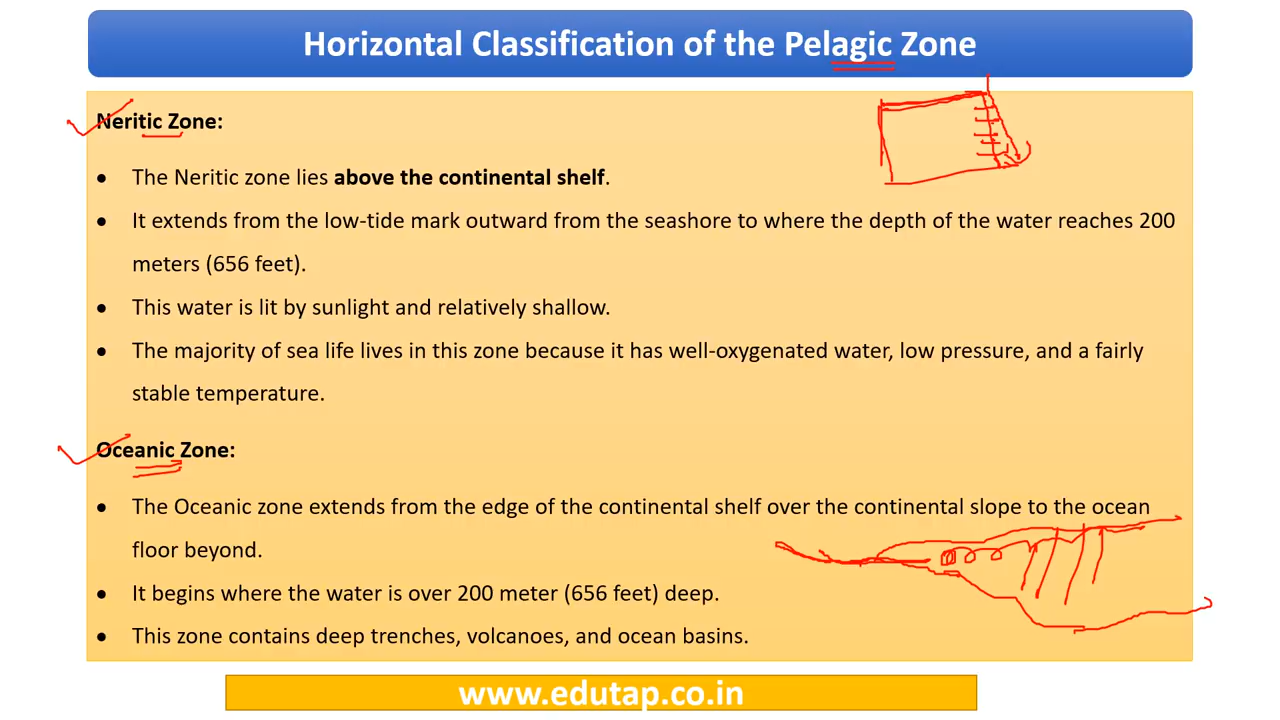 Horizontal Classification of the Pelagic Zone
Neritic Zone:
• The Neritic zone lies above the continental shelf.
• It extends from the low-tide mark outward from the seashore to where the depth of the water reaches 200
meters (656 feet).
• This water is lit by sunlight and relatively shallow.
• The majority of sea life lives in this zone because it has well-oxygenated water, low pressure, and a fairly
stable temperature.
Oceanic Zone:
• The Oceanic zone extends from the edge of the continental shelf over the continental slope to the ocean
floor beyond.
• It begins where the water is over 200 meter (656 feet) deep.
• This zone contains deep trenches, volcanoes, and ocean basins.
www.edutap.co.in